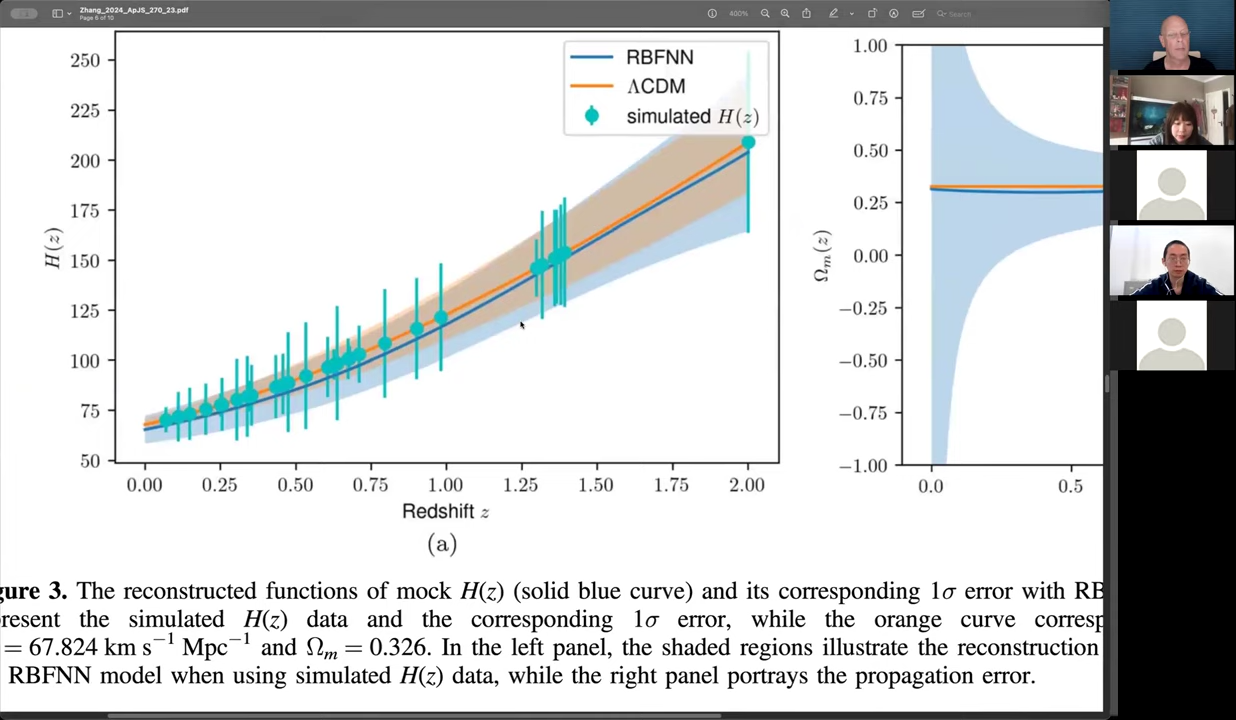 Zhang_2024_ApJS_270_23.pdf
Page 6 of 10
400%
Search
250
225
200
175
150
125
100
75
50
H(z)
RBFNN
ΛCDM
simulated H(z)
0.00 0.25 0.50 0.75 1.00 1.25 1.50 1.75 2.00
Redshift z
(a)
1.00
0.75
0.50
0.25
0.00
−0.25
−0.50
−0.75
−1.00
Ωm(z)
0.0 0.5
gure 3. The reconstructed functions of mock H(z) (solid blue curve) and its corresponding 1σ error with RB
present the simulated H(z) data and the corresponding 1σ error, while the orange curve corresp
= 67.824 km s−1 Mpc−1 and Ωm = 0.326. In the left panel, the shaded regions illustrate the reconstruction
RBFNN model when using simulated H(z) data, while the right panel portrays the propagation error.